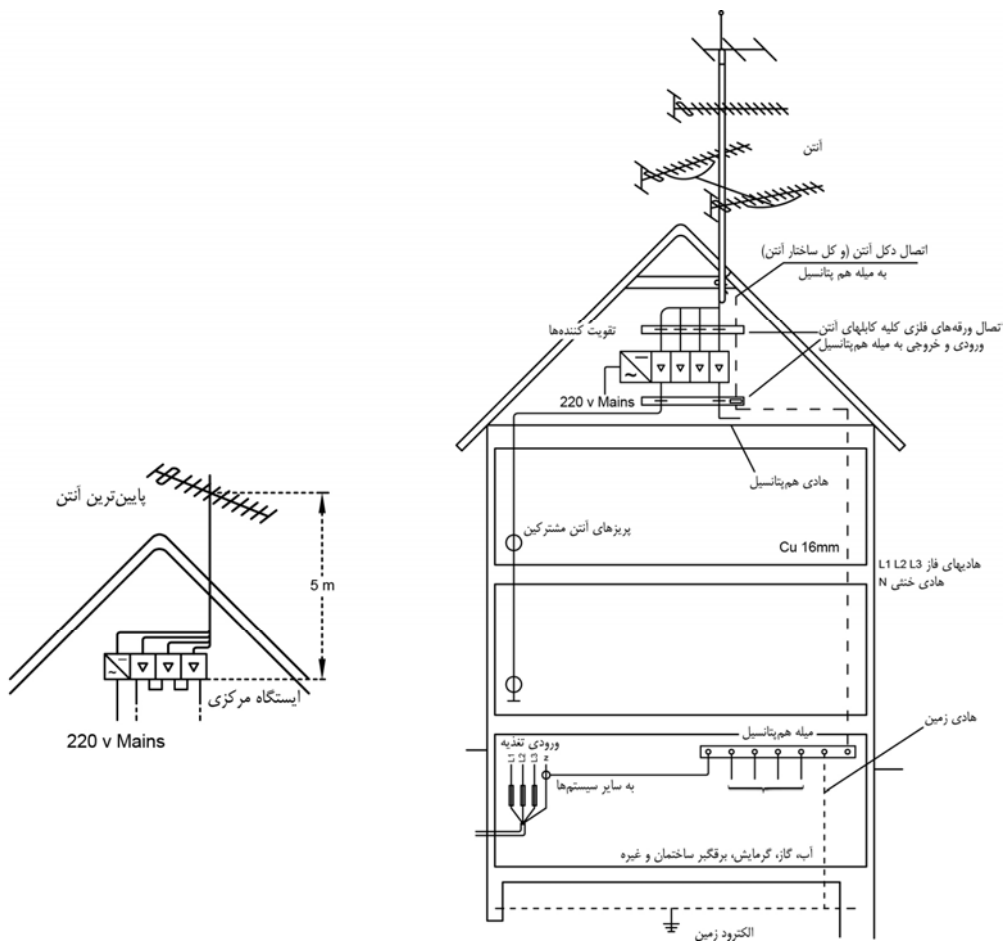 آنتن
اتصال دکل آنتن (و کل ساختار آنتن)
به میله هم پتانسیل
تقویت کننده‌ها
اتصال ورقه‌های فلزی کلیه کابلهای آنتن
ورودی و خروجی به میله هم‌پتانسیل
220 v Mains
هادی هم‌پتانسیل
پریزهای آنتن مشترکین
Cu 16mm
هادیهای فاز L1 L2 L3
هادی خنثی N
هادی زمین
میله هم‌پتانسیل
ورودی تغذیه
L1
L2
L3
N
به سایر سیستم‌ها
آب، گاز، گرمایش، برقگیر ساختمان و غیره
الکترود زمین
پایین‌ترین آنتن
5 m
ایستگاه مرکزی
220 v Mains